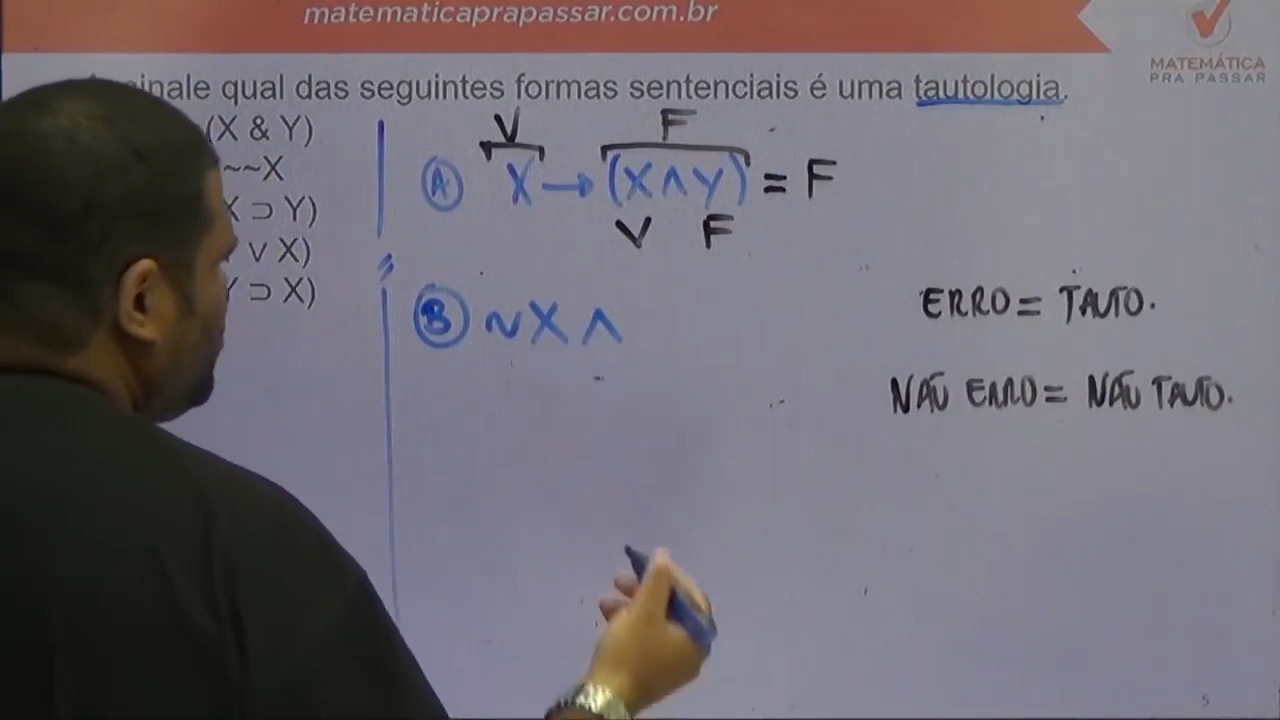 matematicaprapassar.com.br
MATEMÁTICA
PRA PASSAR
qual das seguintes formas sentenciais é uma tautologia.
(X & Y)
~~X
X ⊃ Y)
v X)
Y ⊃ X)
V F
A X → (X ∧ Y) = F
V F
B ~X ∧
ERRO = TAUTO.
NÃO ERRO = NÃO TAUTO.
5